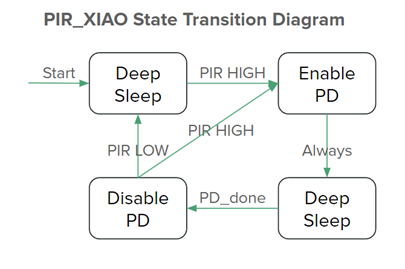 PIR_XIAO State Transition Diagram
Start
Deep
Sleep
PIR HIGH
Enable
PD
PIR HIGH
PIR LOW
Always
Disable
PD
PD_done
Deep
Sleep